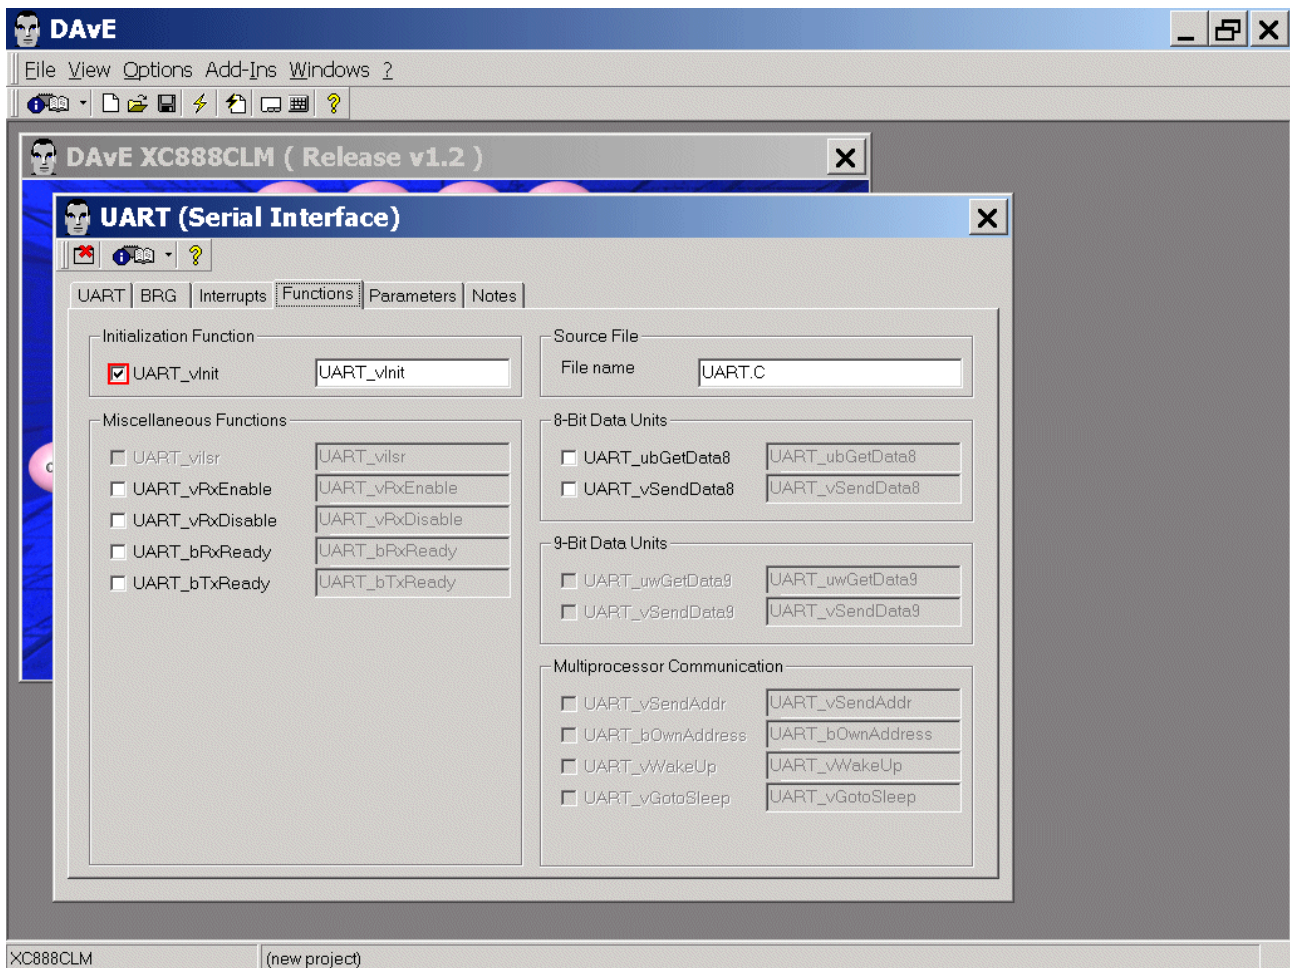 DAvE
File View Options Add-Ins Windows ?
DAvE XC888CLM ( Release v1.2 )
UART (Serial Interface)
UART BRG Interrupts Functions Parameters Notes
Initialization Function
UART_vInit UART_vInit
Miscellaneous Functions
UART_viIsr UART_viIsr
UART_vRxEnable UART_vRxEnable
UART_vRxDisable UART_vRxDisable
UART_bRxReady UART_bRxReady
UART_bTxReady UART_bTxReady
Source File
File name UART.C
8-Bit Data Units
UART_ubGetData8 UART_ubGetData8
UART_vSendData8 UART_vSendData8
9-Bit Data Units
UART_uwGetData9 UART_uwGetData9
UART_vSendData9 UART_vSendData9
Multiprocessor Communication
UART_vSendAddr UART_vSendAddr
UART_bOwnAddress UART_bOwnAddress
UART_vWakeUp UART_vWakeUp
UART_vGotoSleep UART_vGotoSleep
XC888CLM (new project)